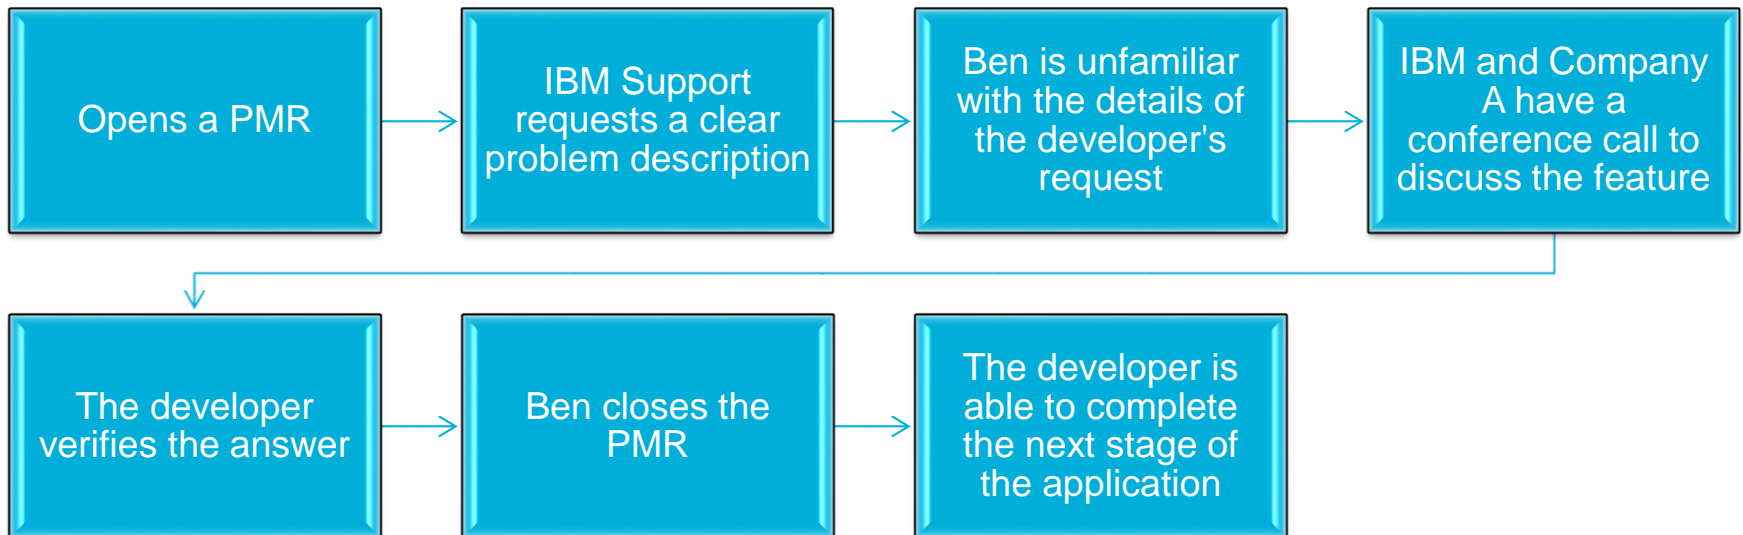 Opens a PMR
IBM Support
requests a clear
problem description
Ben is unfamiliar
with the details of
the developer's
request
IBM and Company
A have a
conference call to
discuss the feature
The developer
verifies the answer
Ben closes the
PMR
The developer is
able to complete
the next stage of
the application